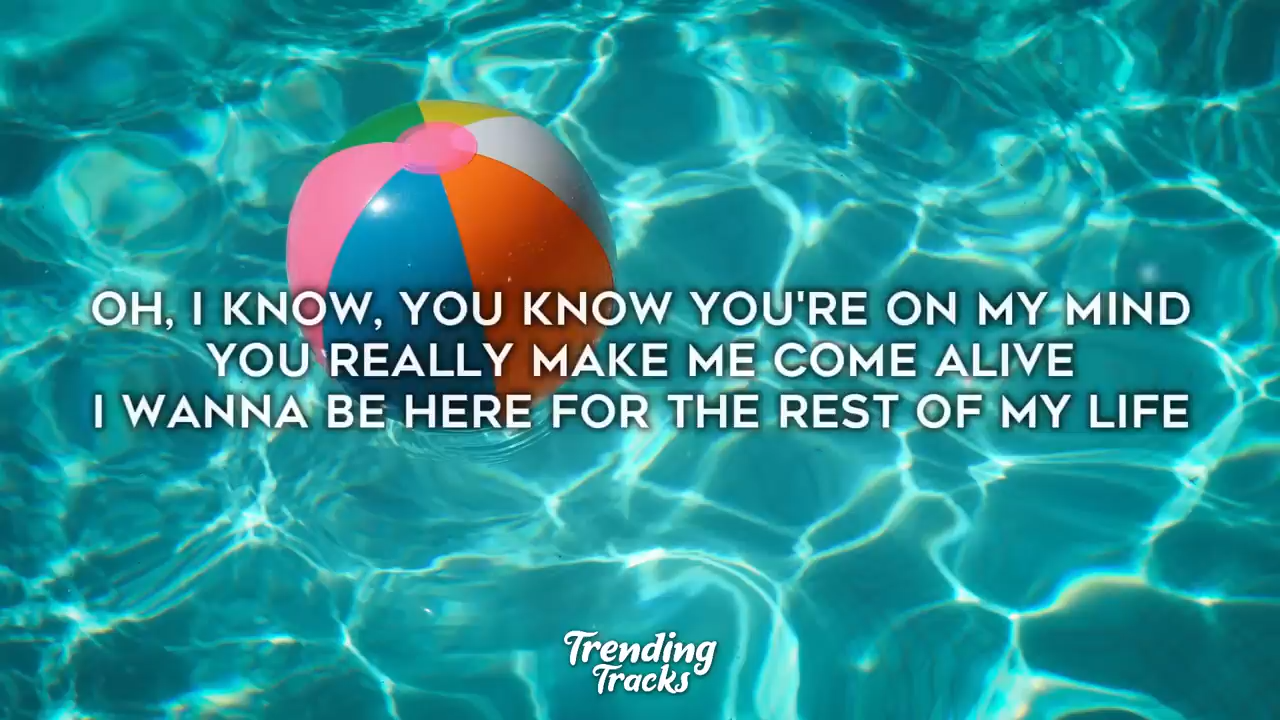 OH, I KNOW, YOU KNOW YOU'RE ON MY MIND
YOU REALLY MAKE ME COME ALIVE
I WANNA BE HERE FOR THE REST OF MY LIFE
Trending
Tracks